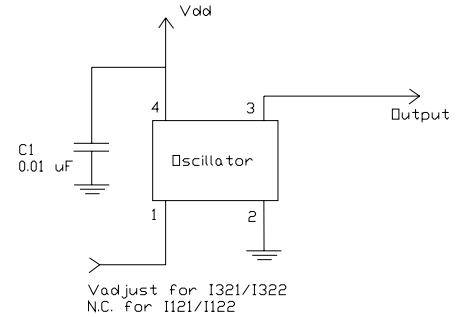 Vdd
4
3
Output
C1
0.01 uF
Oscillator
1
2
Vadjust for I321/I322
N.C. for I121/I122